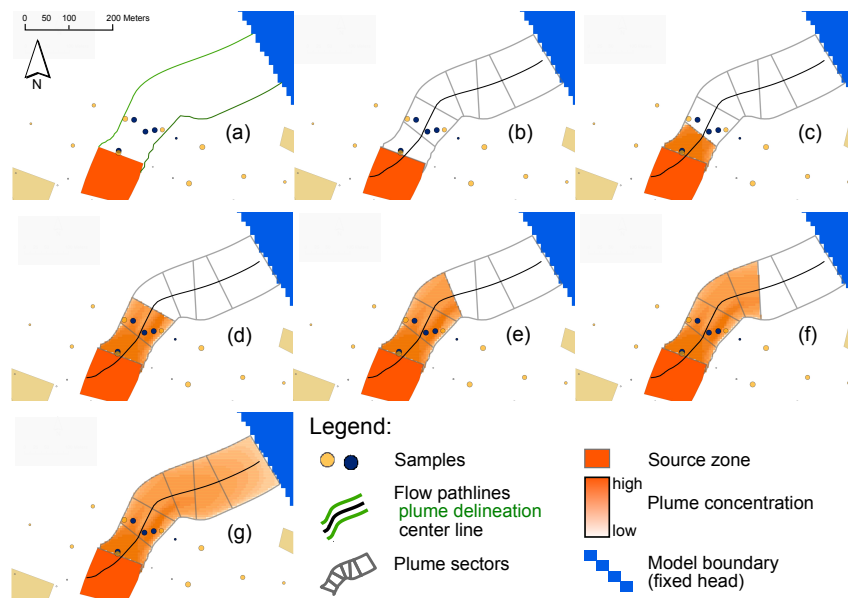 0 50 100 200 Meters
N
(a)
(b)
(c)
(d)
(e)
(f)
(g)
Legend:
Samples
Flow pathlines
plume delineation
center line
Plume sectors
Source zone
high
Plume concentration
low
Model boundary
(fixed head)